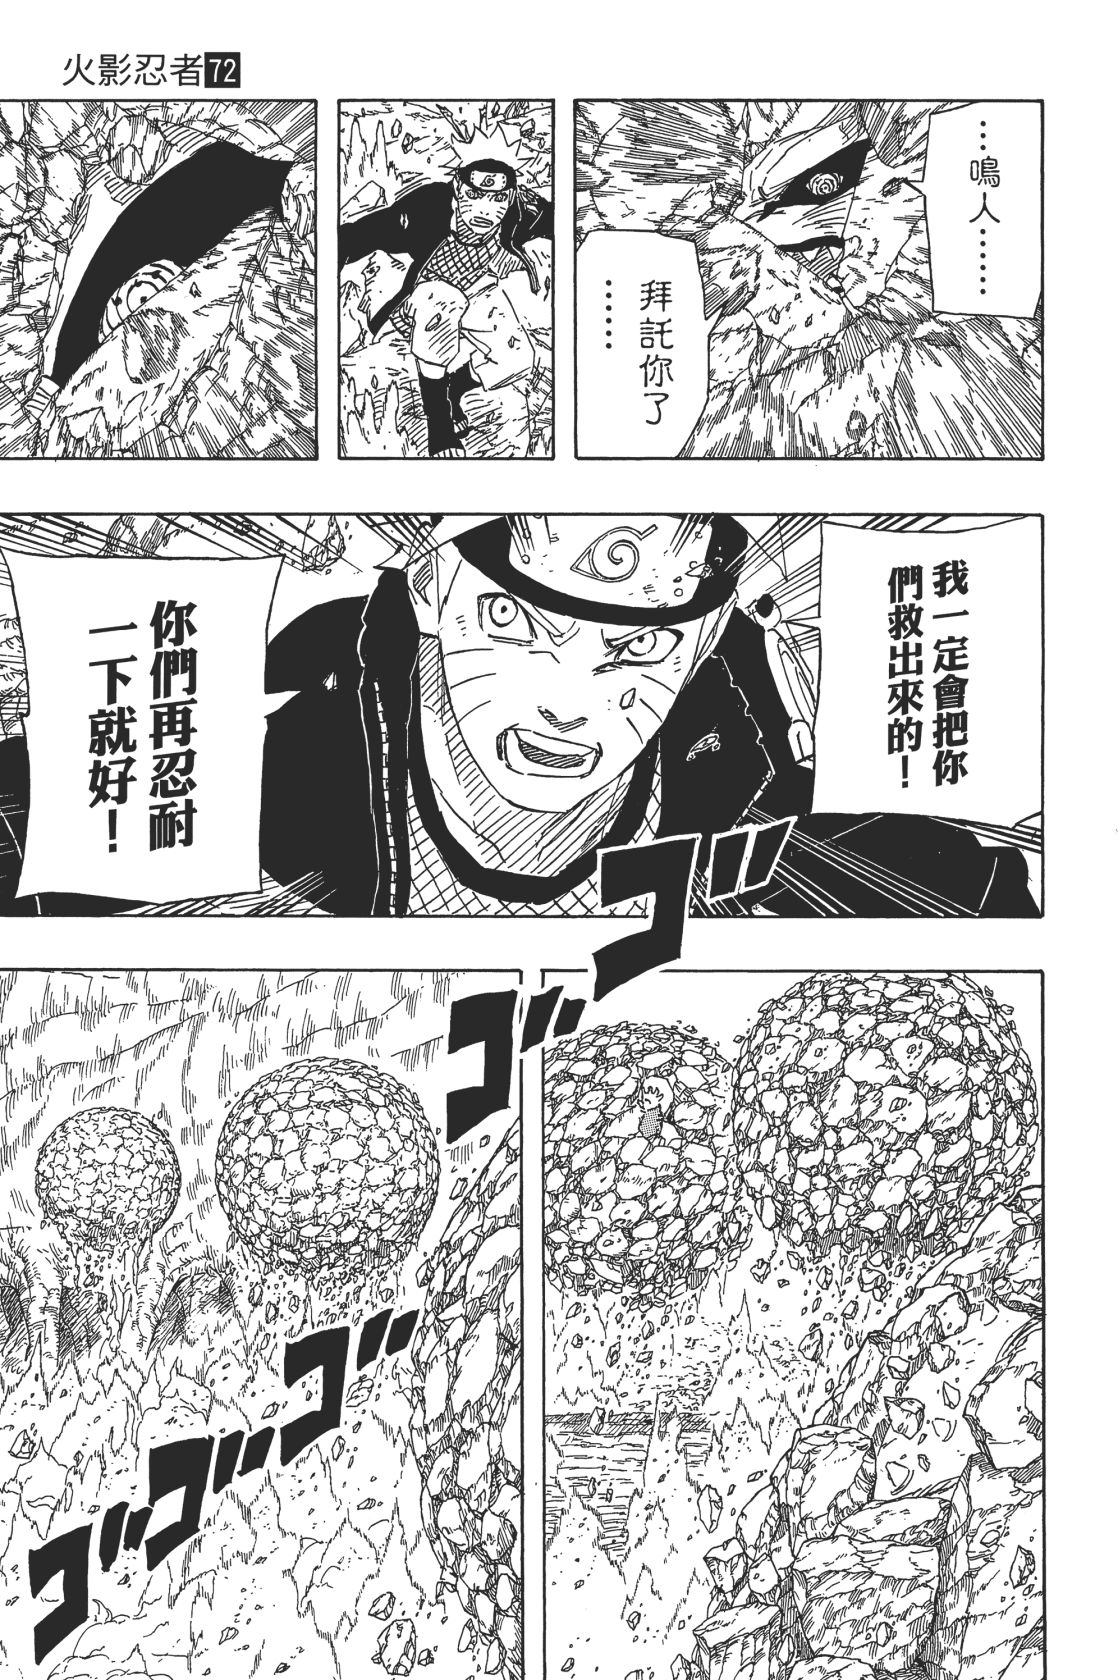 火影忍者72
…鳴人……
拜託你了
……
我一定會把你
們救出來的！
你們再忍耐
一下就好！
ゴゴゴゴゴゴ